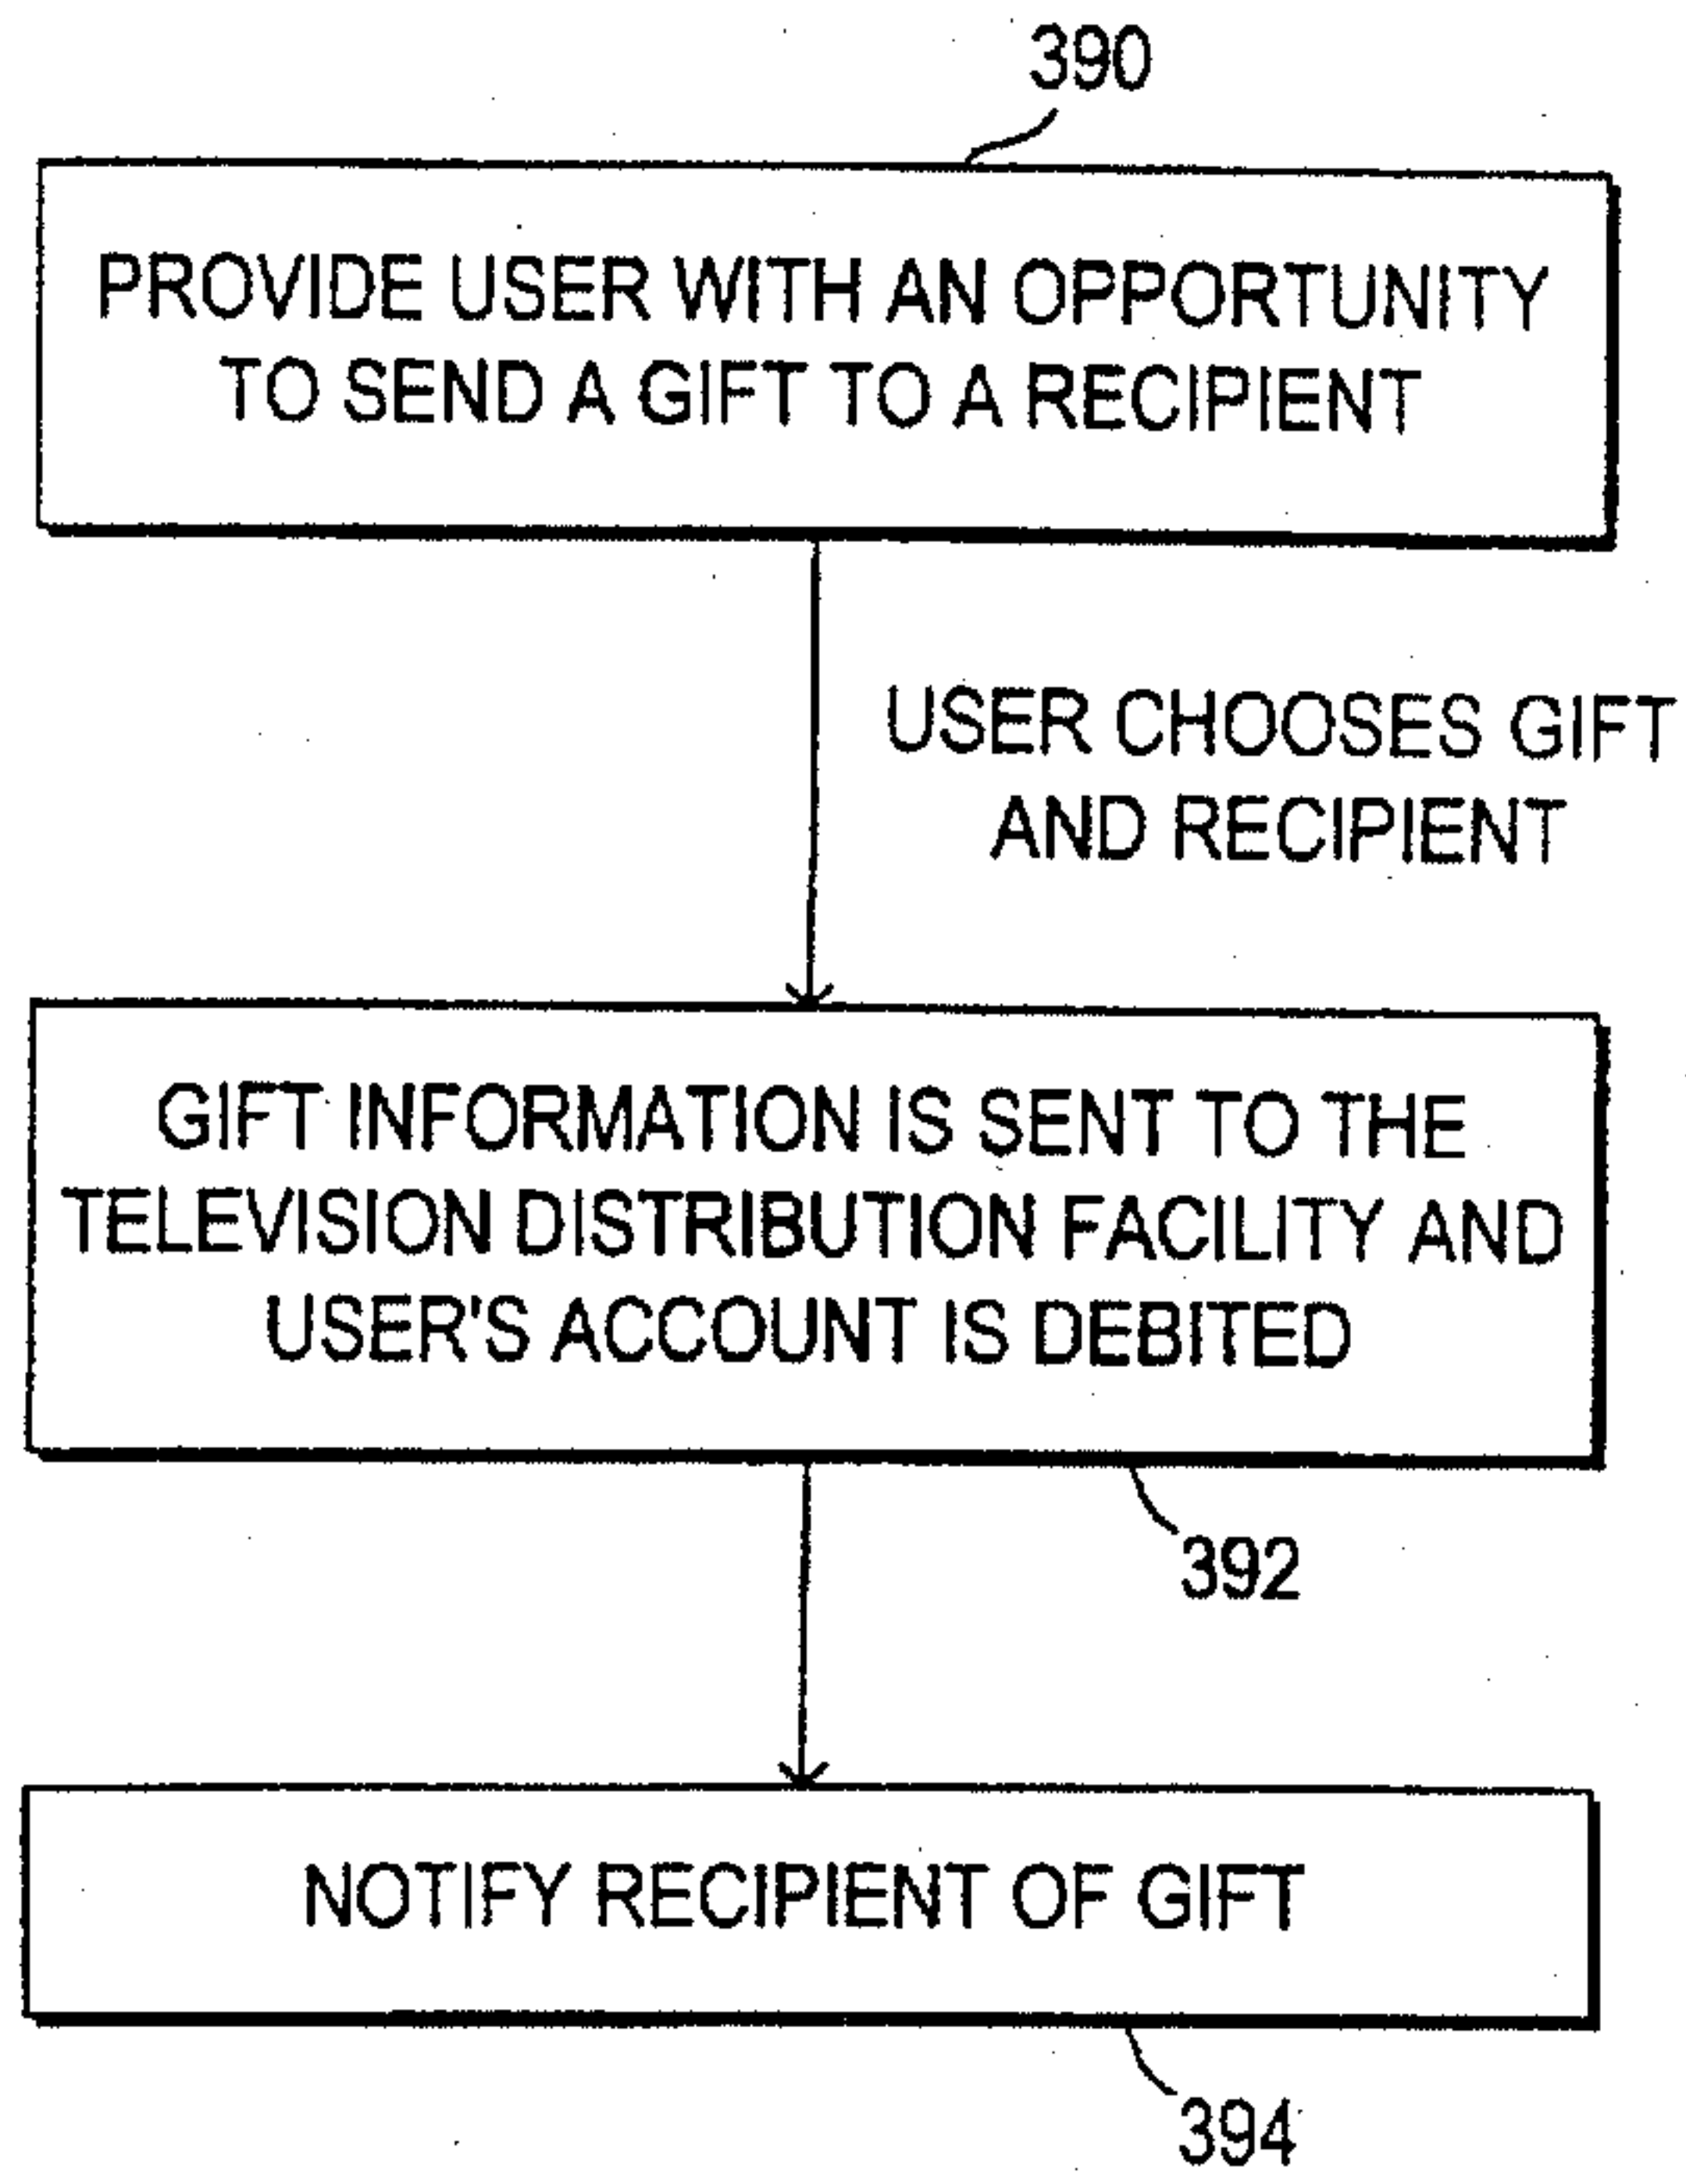 390
PROVIDE USER WITH AN OPPORTUNITY
TO SEND A GIFT TO A RECIPIENT
USER CHOOSES GIFT
AND RECIPIENT
GIFT INFORMATION IS SENT TO THE
TELEVISION DISTRIBUTION FACILITY AND
USER'S ACCOUNT IS DEBITED
392
NOTIFY RECIPIENT OF GIFT
394